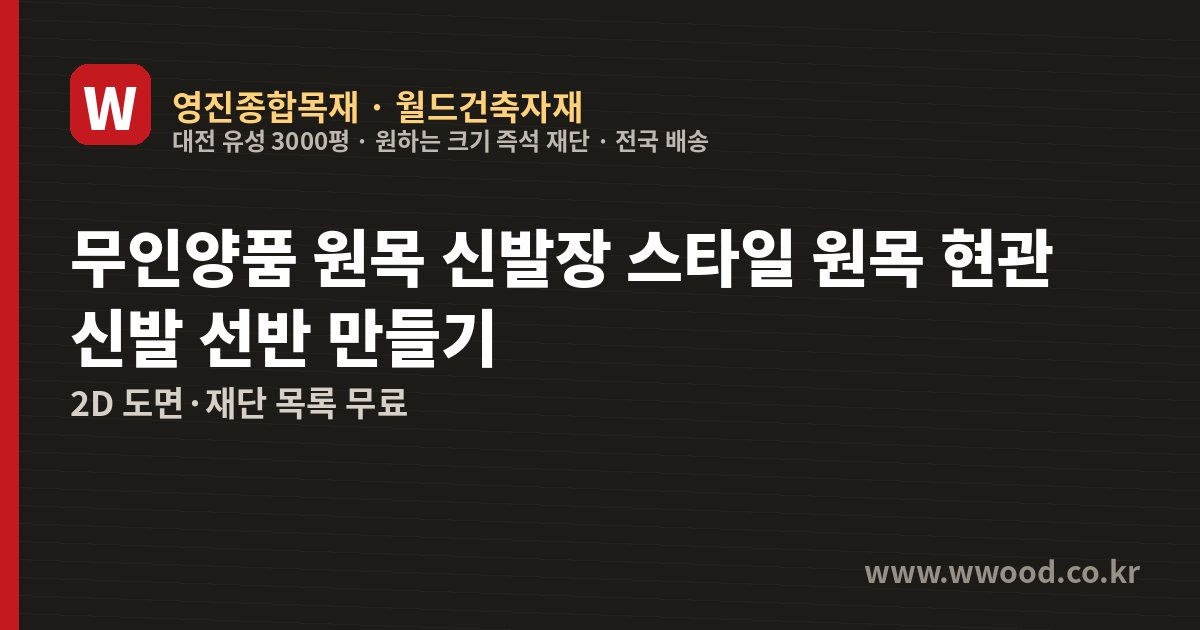 W
영진종합목재 · 월드건축자재
대전 유성 3000평 · 원하는 크기 즉석 재단 · 전국 배송
무인양품 원목 신발장 스타일 원목 현관
신발 선반 만들기
2D 도면·재단 목록 무료
www.wwood.co.kr